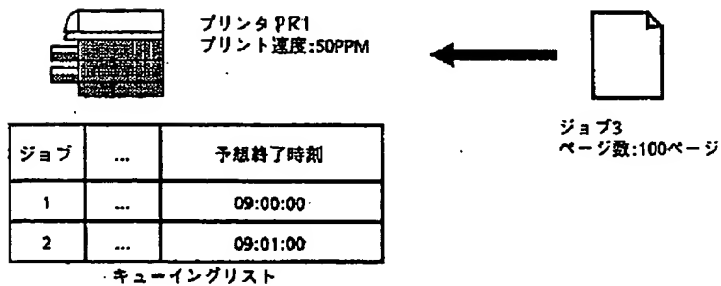 プリンタPR1
プリント速度:50PPM
ジョブ3
ページ数:100ページ
ジョブ ... 予想終了時刻
1 ... 09:00:00
2 ... 09:01:00
キューイングリスト